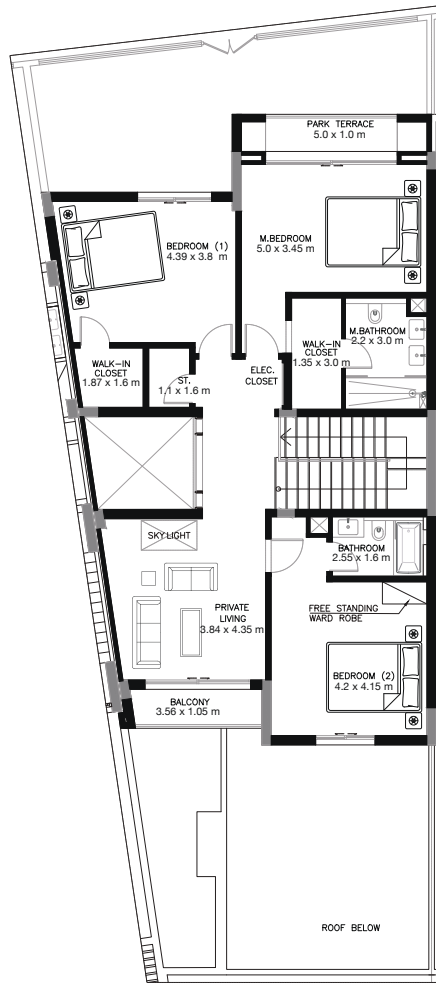 PARK TERRACE
5.0 x 1.0 m
M.BEDROOM
5.0 x 3.45 m
BEDROOM (1)
4.39 x 3.8 m
M.BATHROOM
2.2 x 3.0 m
WALK-IN
CLOSET
1.35 x 3.0 m
WALK-IN
CLOSET
1.87 x 1.6 m
ST.
1.1 x 1.6 m
ELEC.
CLOSET
SKYLIGHT
BATHROOM
2.55 x 1.6 m
PRIVATE
LIVING
3.84 x 4.35 m
FREE STANDING
WARD ROBE
BEDROOM (2)
4.2 x 4.15 m
BALCONY
3.56 x 1.05 m
ROOF BELOW